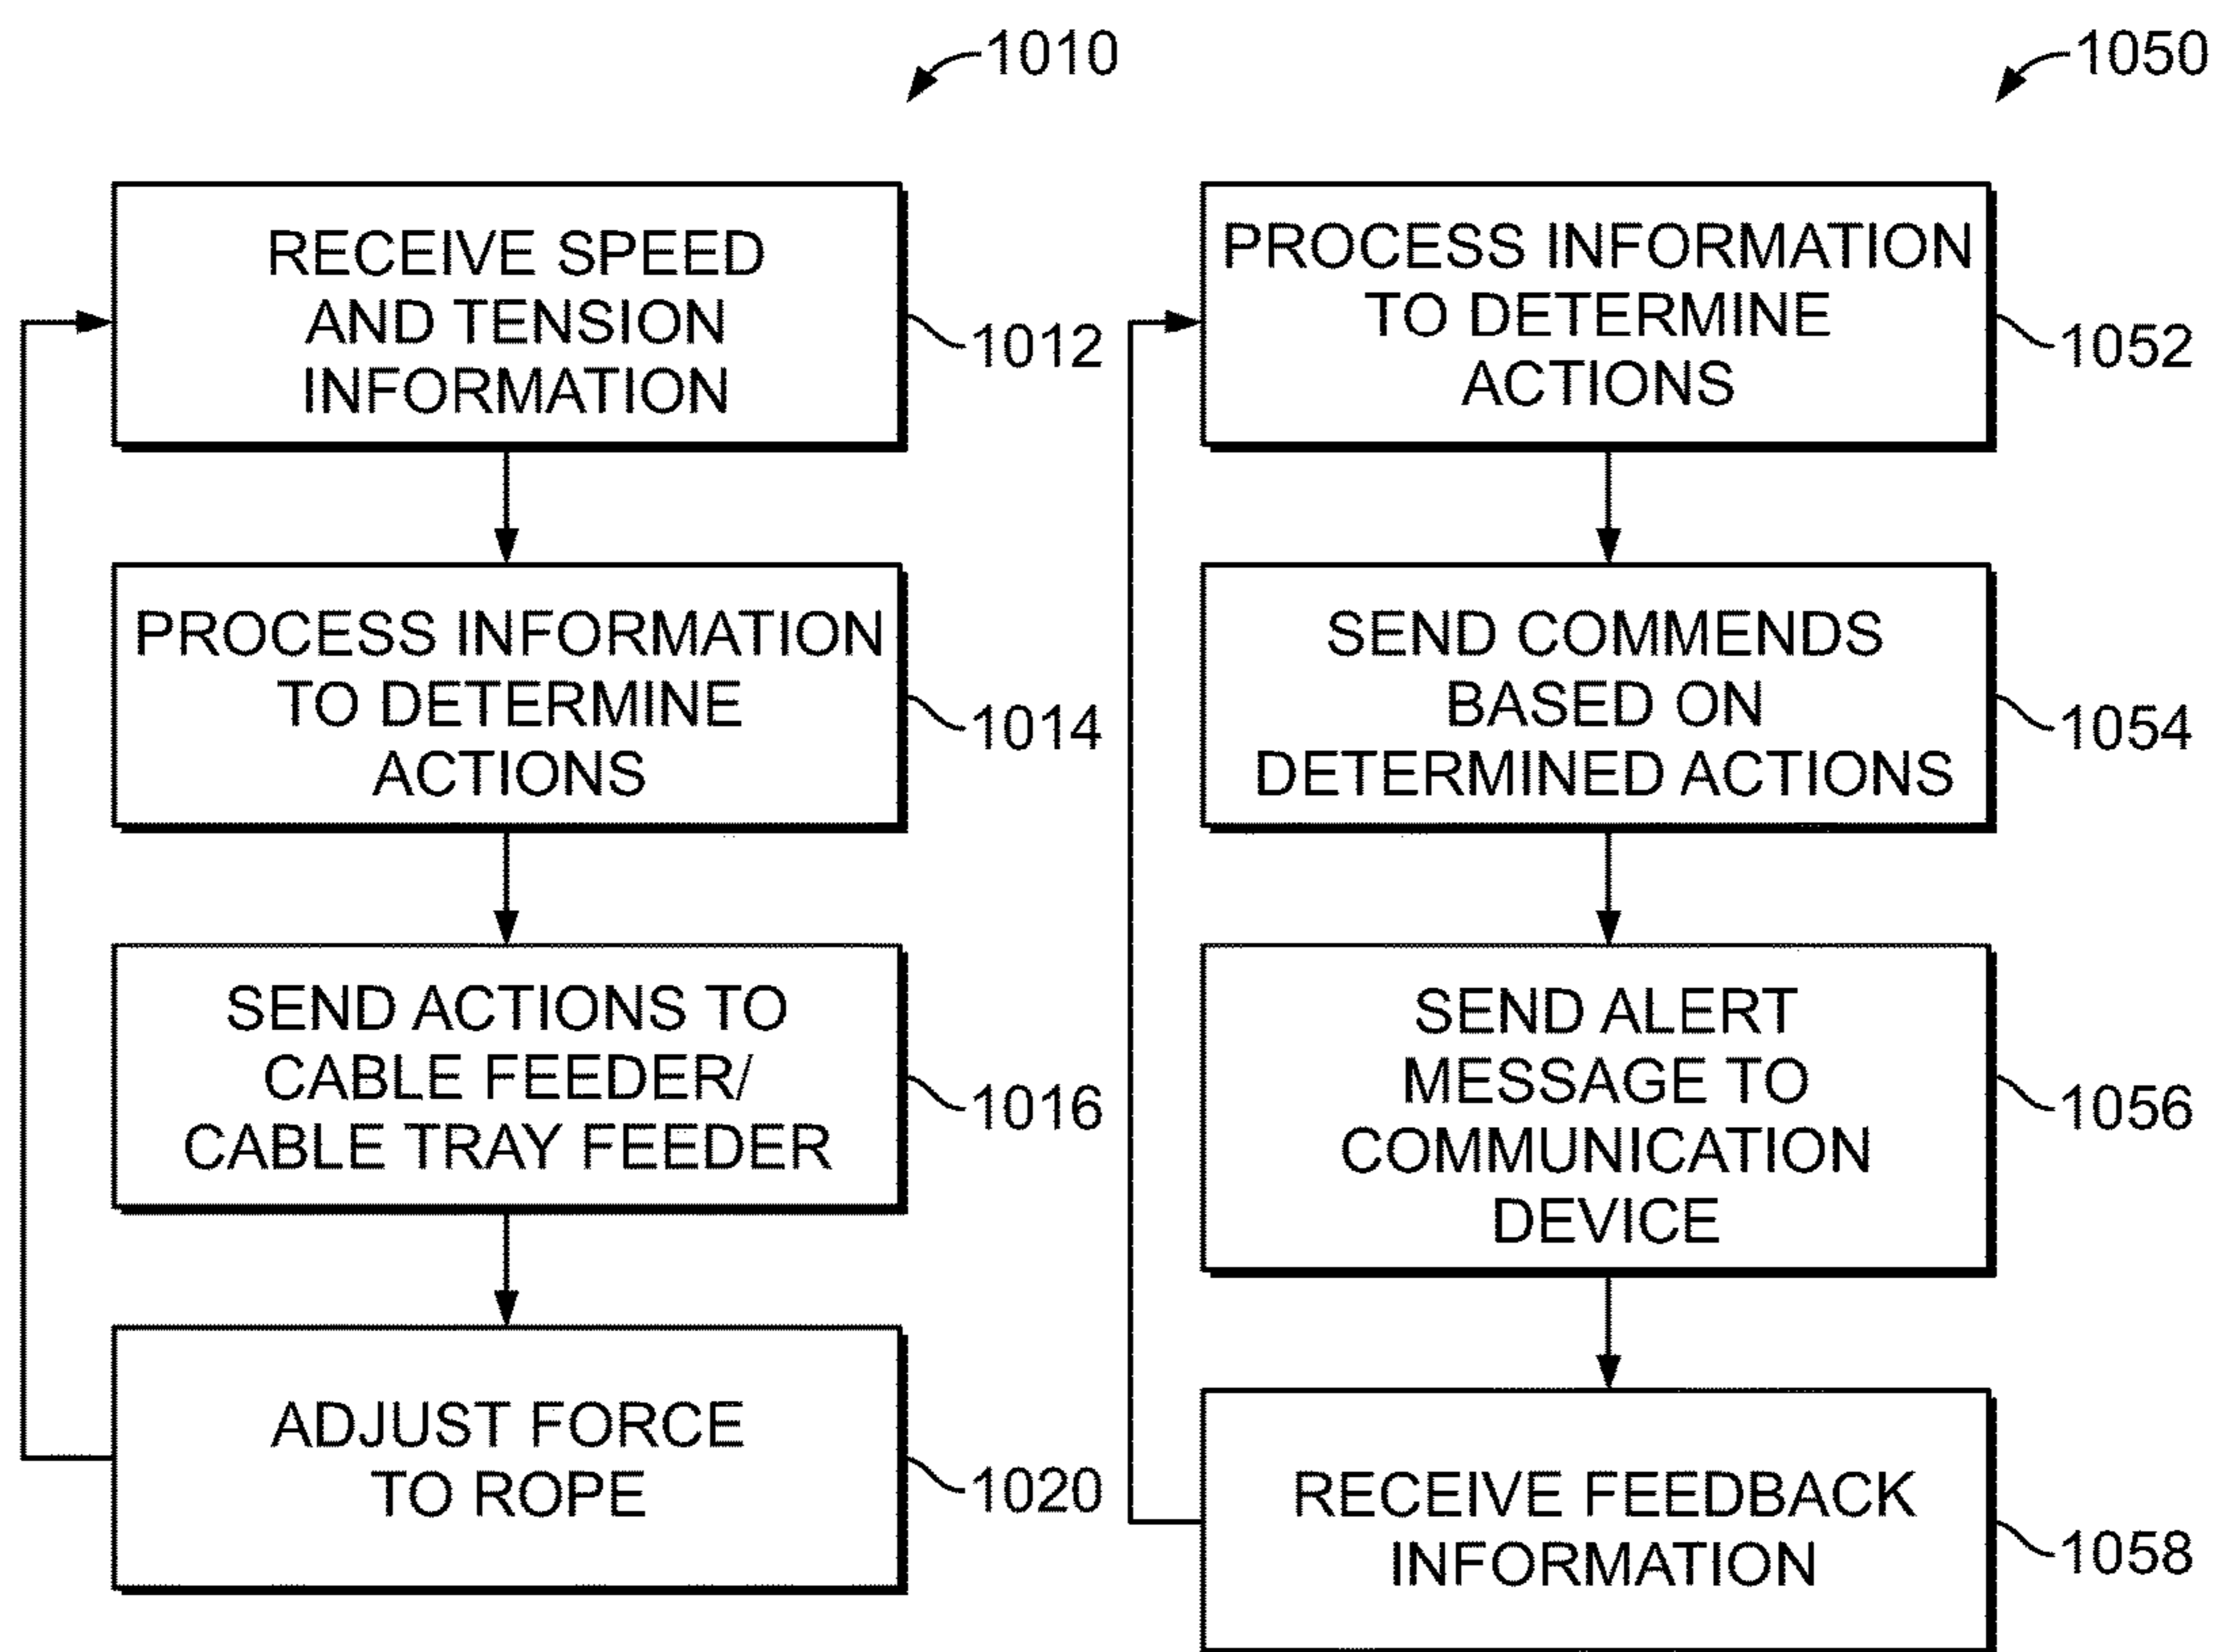 1010
RECEIVE SPEED
AND TENSION
INFORMATION
1012
PROCESS INFORMATION
TO DETERMINE
ACTIONS
1014
SEND ACTIONS TO
CABLE FEEDER/
CABLE TRAY FEEDER
1016
ADJUST FORCE
TO ROPE
1020
1050
PROCESS INFORMATION
TO DETERMINE
ACTIONS
1052
SEND COMMENDS
BASED ON
DETERMINED ACTIONS
1054
SEND ALERT
MESSAGE TO
COMMUNICATION
DEVICE
1056
RECEIVE FEEDBACK
INFORMATION
1058